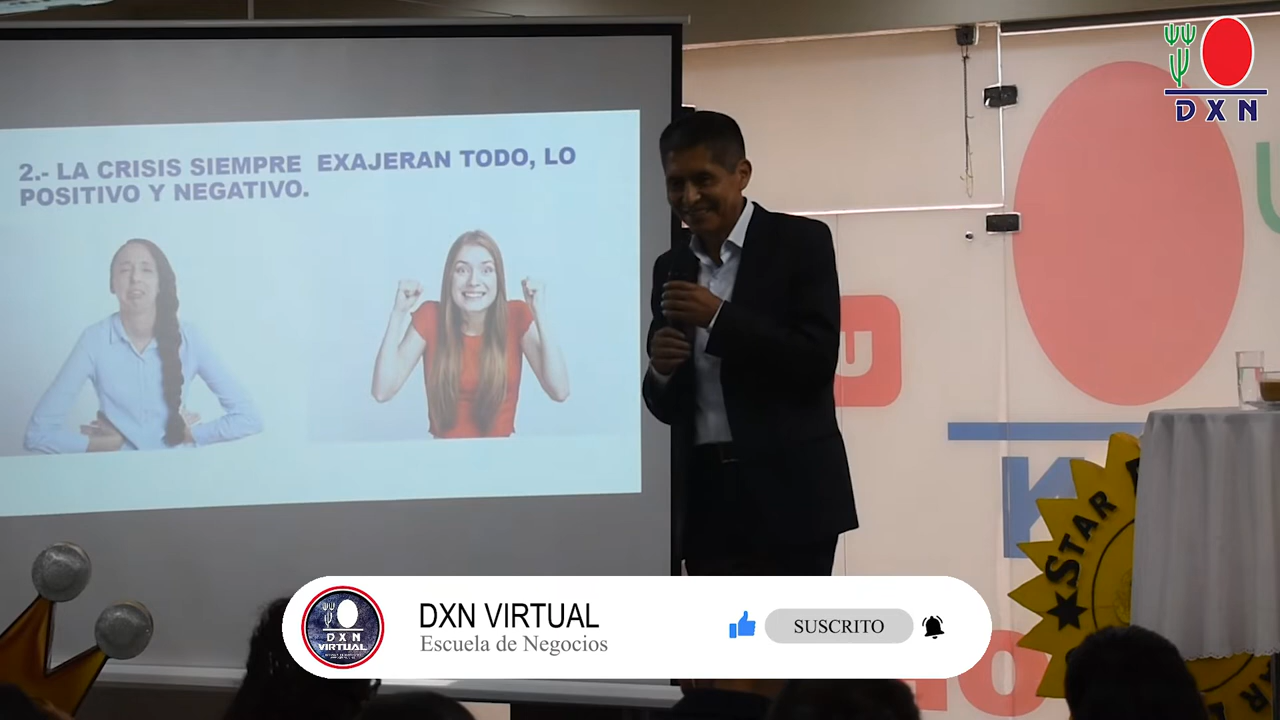 2.- LA CRISIS SIEMPRE EXAJERAN TODO, LO
POSITIVO Y NEGATIVO.
DXN
U
STAR
DXN
VIRTUAL
DXN VIRTUAL
Escuela de Negocios
SUSCRITO